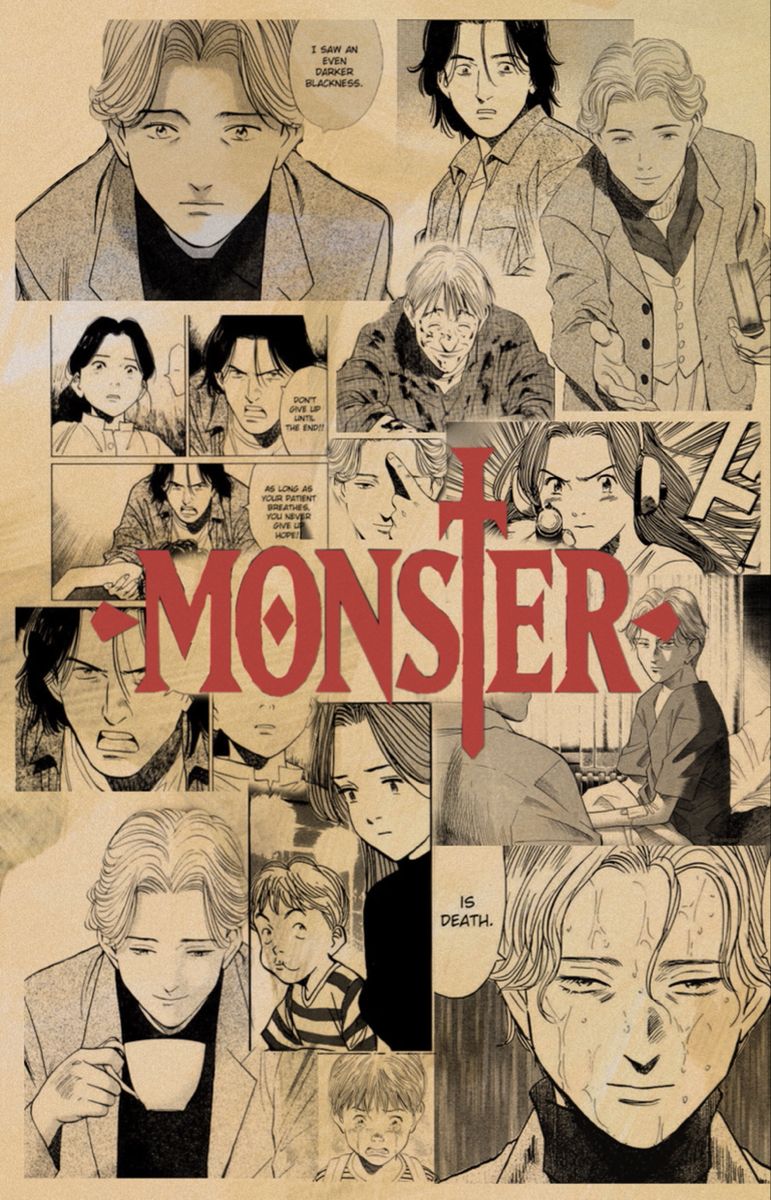 I SAW AN
EVEN
DARKER
BLACKNESS.
DON'T
GIVE UP
UNTIL
THE END!!
AS LONG AS
YOUR PATIENT
BREATHES,
YOU NEVER
GIVE UP
HOPE!
MONSTER
IS
DEATH.